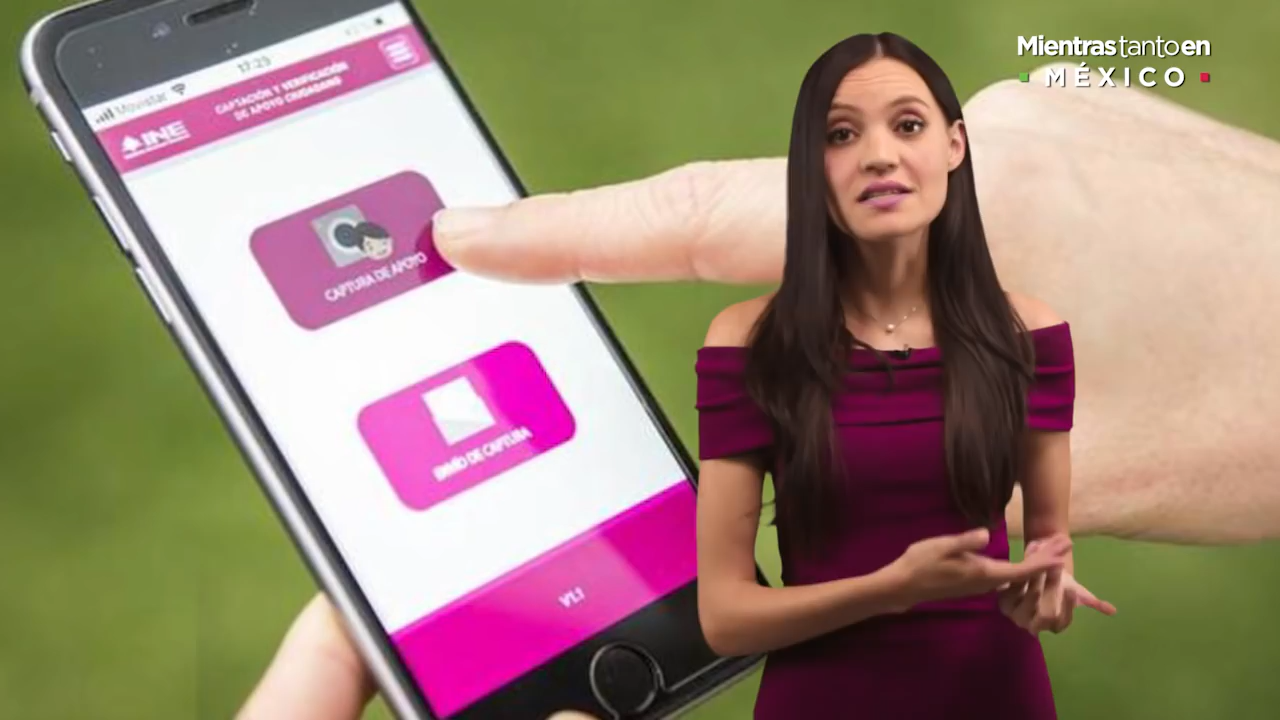 Mientras tanto en
MÉXICO
Movistar
17:23
INE
CAPTACIÓN Y VERIFICACIÓN
DE APOYO CIUDADANO
CAPTURA DE APOYO
ENVÍO DE CAPTURA
V1.1